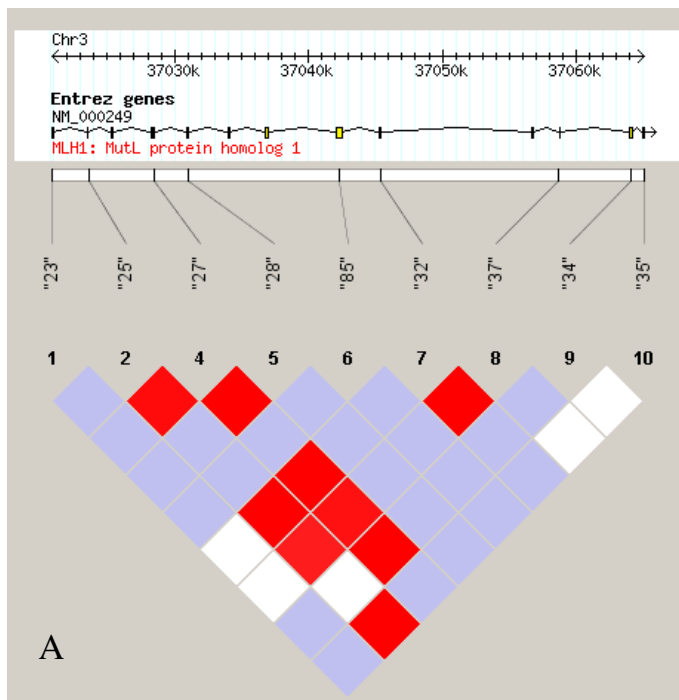 Chr3
37030k 37040k 37050k 37060k
Entrez genes
NM_000249
MLH1: MutL protein homolog 1
"23" "25" "27" "28" "85" "32" "37" "34" "35"
1 2 4 5 6 7 8 9 10
A